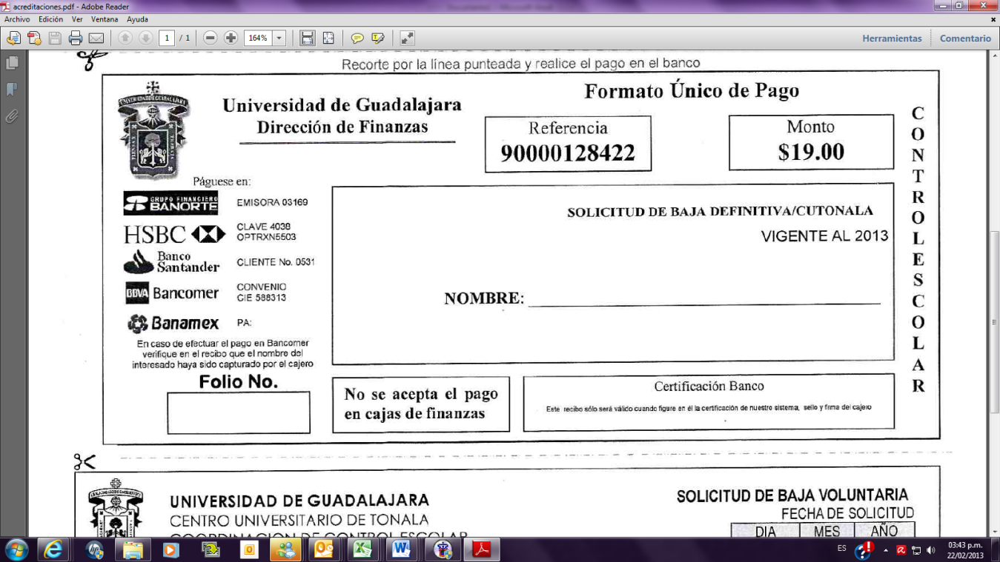 acreditaciones.pdf - Adobe Reader
Archivo Edición Ver Ventana Ayuda
1 / 1 164% Herramientas Comentario
Recorte por la línea punteada y realice el pago en el banco
Universidad de Guadalajara
Dirección de Finanzas
Formato Único de Pago
Referencia
90000128422
Monto
$19.00
CONTROL ESCOLAR
Páguese en:
GRUPO FINANCIERO
BANORTE EMISORA 03169
HSBC CLAVE 4038
OPTRXN5503
Banco
Santander CLIENTE No. 0531
BBVA Bancomer CONVENIO
CIE 588313
Banamex PA:
En caso de efectuar el pago en Bancomer
verifique en el recibo que el nombre del
interesado haya sido capturado por el cajero
Folio No.
SOLICITUD DE BAJA DEFINITIVA/CUTONALA
VIGENTE AL 2013
NOMBRE:
No se acepta el pago
en cajas de finanzas
Certificación Banco
Este recibo sólo será válido cuando figure en él la certificación de nuestro sistema, sello y firma del cajero
UNIVERSIDAD DE GUADALAJARA
CENTRO UNIVERSITARIO DE TONALA
COORDINACION DE CONTROL ESCOLAR
SOLICITUD DE BAJA VOLUNTARIA
FECHA DE SOLICITUD
DIA MES AÑO
ES 03:43 p.m.
22/02/2013